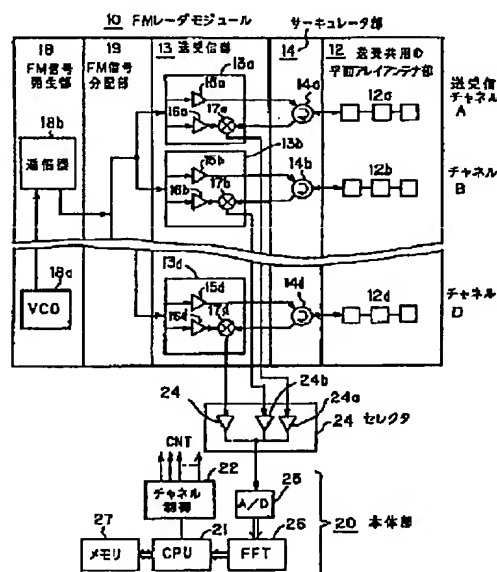 10 FMレーダモジュール
サーキュレータ部
18
FM信号
発生部
19
FM信号
分配部
13 送受信部
14
12 送受共用の
平面アレイアンテナ部
送受信
チャネル
A
13a
15a
16a
17a
14a
12a
18b
逓倍器
13b
15b
16b
17b
14b
12b
チャネル
B
18a
VCO
13d
15d
16d
17d
14d
12d
チャネル
D
24
24b
24a
24 セレクタ
CNT
22
チャネル
制御
25
A/D
27
メモリ
21
CPU
26
FFT
20 本体部